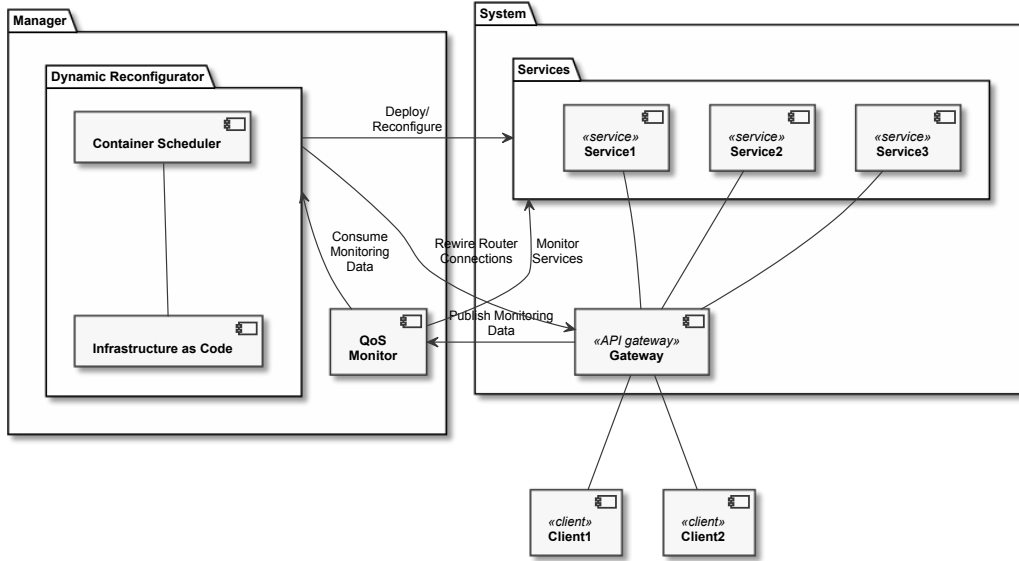 Manager
System
Dynamic Reconfigurator
Services
Container Scheduler
Deploy/
Reconfigure
«service»
Service1
«service»
Service2
«service»
Service3
Consume
Monitoring
Data
Rewire Router
Connections
Monitor
Services
Infrastructure as Code
QoS
Monitor
Publish Monitoring
Data
«API gateway»
Gateway
«client»
Client1
«client»
Client2